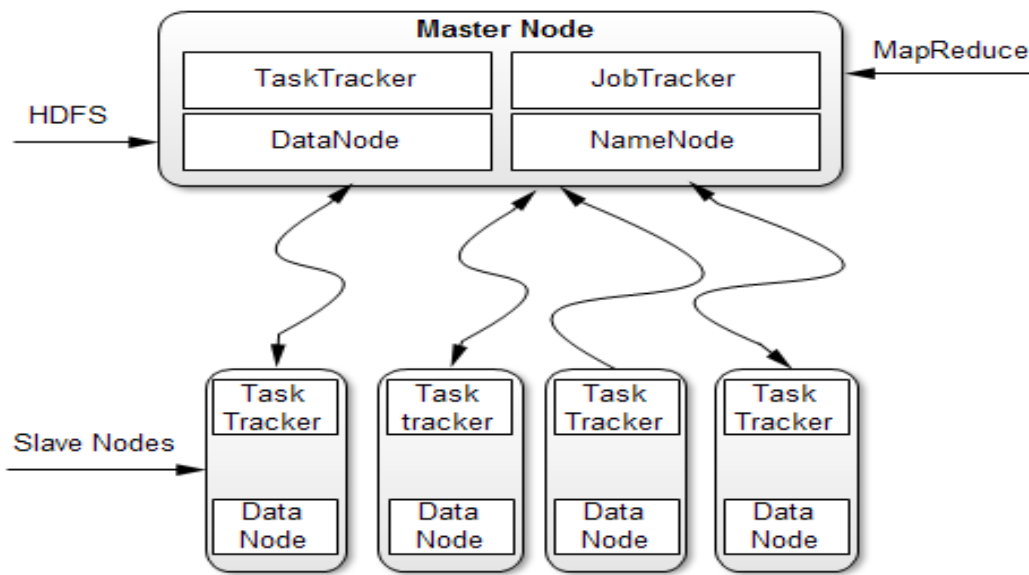 Master Node
MapReduce
TaskTracker
JobTracker
HDFS
DataNode
NameNode
Slave Nodes
Task
Tracker
Data
Node
Task
tracker
Data
Node
Task
Tracker
Data
Node
Task
Tracker
Data
Node